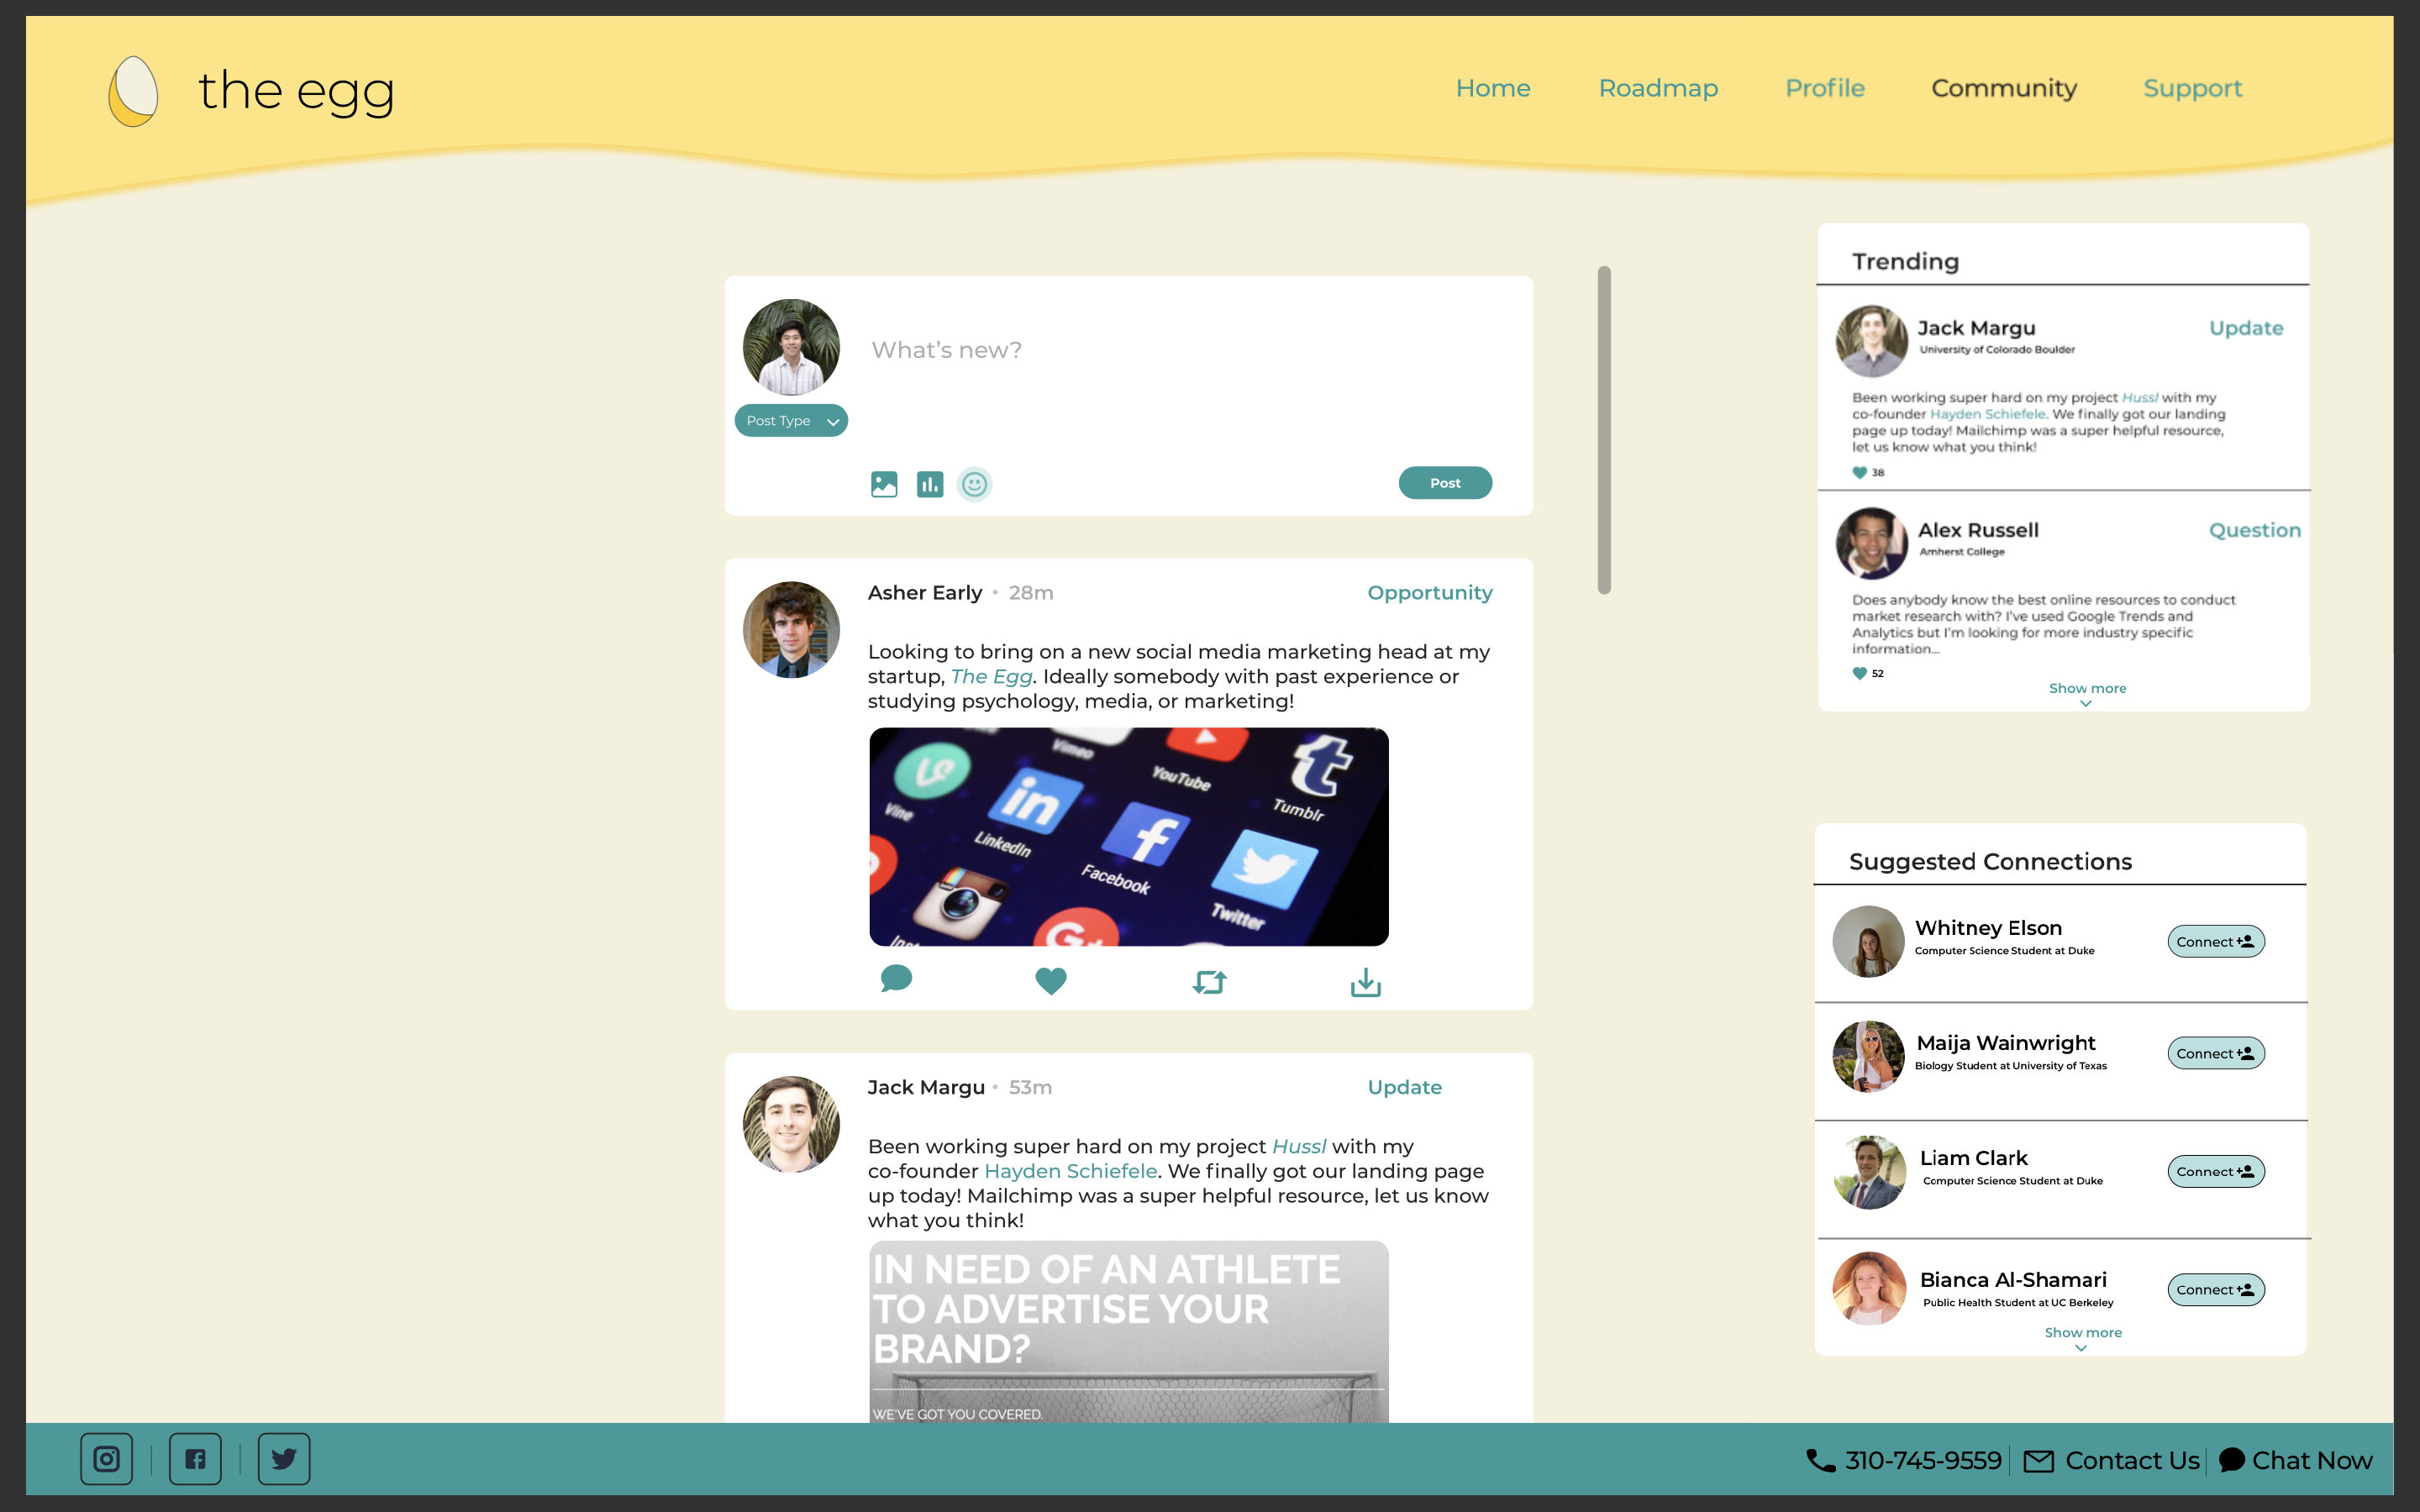 the egg
Home
Roadmap
Profile
Community
Support
What's new?
Post Type
Post
Asher Early • 28m
Opportunity
Looking to bring on a new social media marketing head at my
startup, The Egg. Ideally somebody with past experience or
studying psychology, media, or marketing!
Vimeo
YouTube
Tumblr
Vine
LinkedIn
Facebook
Twitter
Jack Margu • 53m
Update
Been working super hard on my project Hussl with my
co-founder Hayden Schiefele. We finally got our landing page
up today! Mailchimp was a super helpful resource, let us know
what you think!
IN NEED OF AN ATHLETE
TO ADVERTISE YOUR
BRAND?
WE'VE GOT YOU COVERED.
Trending
Jack Margu
Update
University of Colorado Boulder
Been working super hard on my project Hussl with my
co-founder Hayden Schiefele. We finally got our landing
page up today! Mailchimp was a super helpful resource,
let us know what you think!
38
Alex Russell
Question
Amherst College
Does anybody know the best online resources to conduct
market research with? I've used Google Trends and
Analytics but I'm looking for more industry specific
information...
52
Show more
Suggested Connections
Whitney Elson
Computer Science Student at Duke
Connect
Maija Wainwright
Biology Student at University of Texas
Connect
Liam Clark
Computer Science Student at Duke
Connect
Bianca Al-Shamari
Public Health Student at UC Berkeley
Connect
Show more
310-745-9559
Contact Us
Chat Now